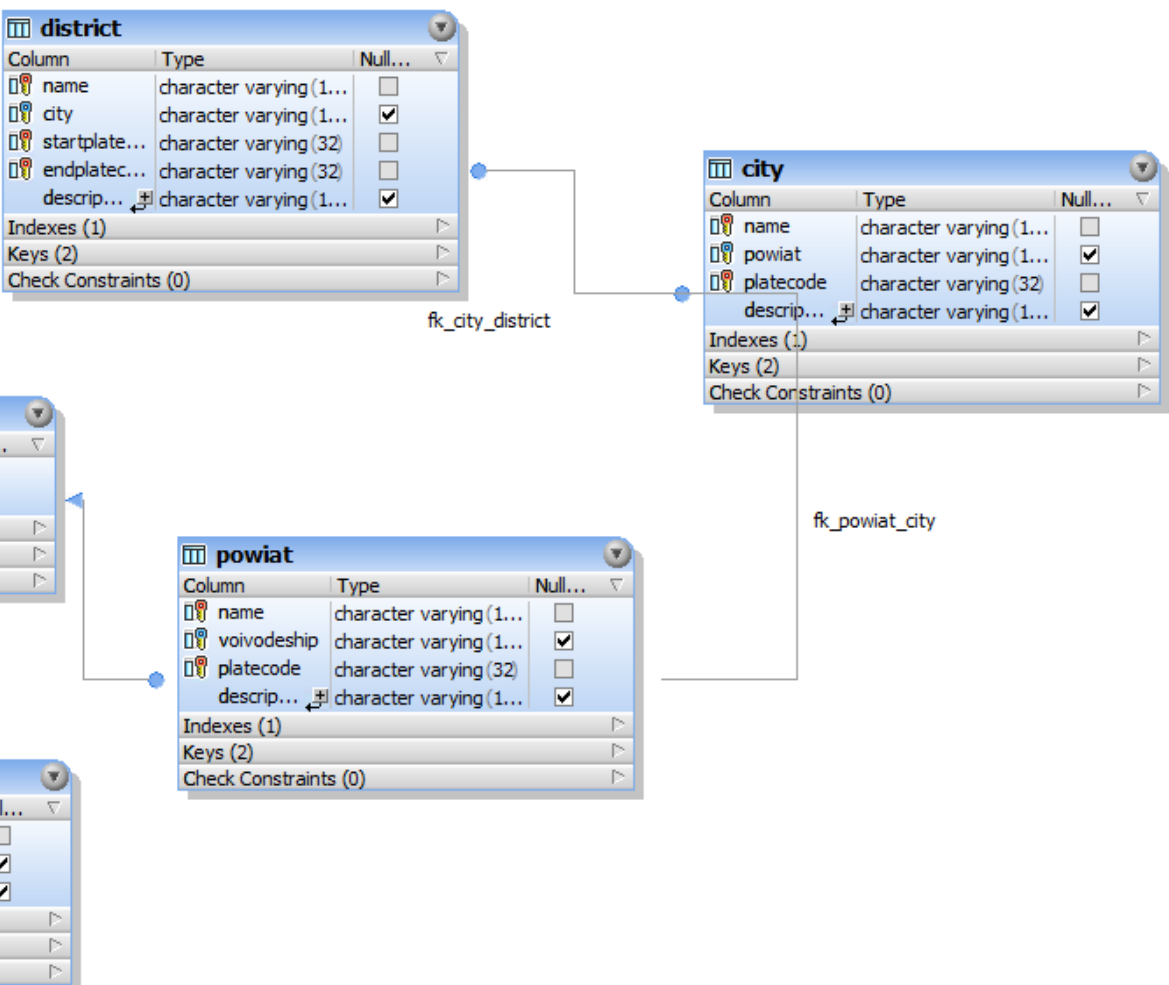 district
Column Type Null...
name character varying(1...
city character varying(1...
startplate... character varying(32)
endplatec... character varying(32)
descrip... character varying(1...
Indexes (1)
Keys (2)
Check Constraints (0)
fk_city_district
city
Column Type Null...
name character varying(1...
powiat character varying(1...
platecode character varying(32)
descrip... character varying(1...
Indexes (1)
Keys (2)
Check Constraints (0)
fk_powiat_city
powiat
Column Type Null...
name character varying(1...
voivodeship character varying(1...
platecode character varying(32)
descrip... character varying(1...
Indexes (1)
Keys (2)
Check Constraints (0)